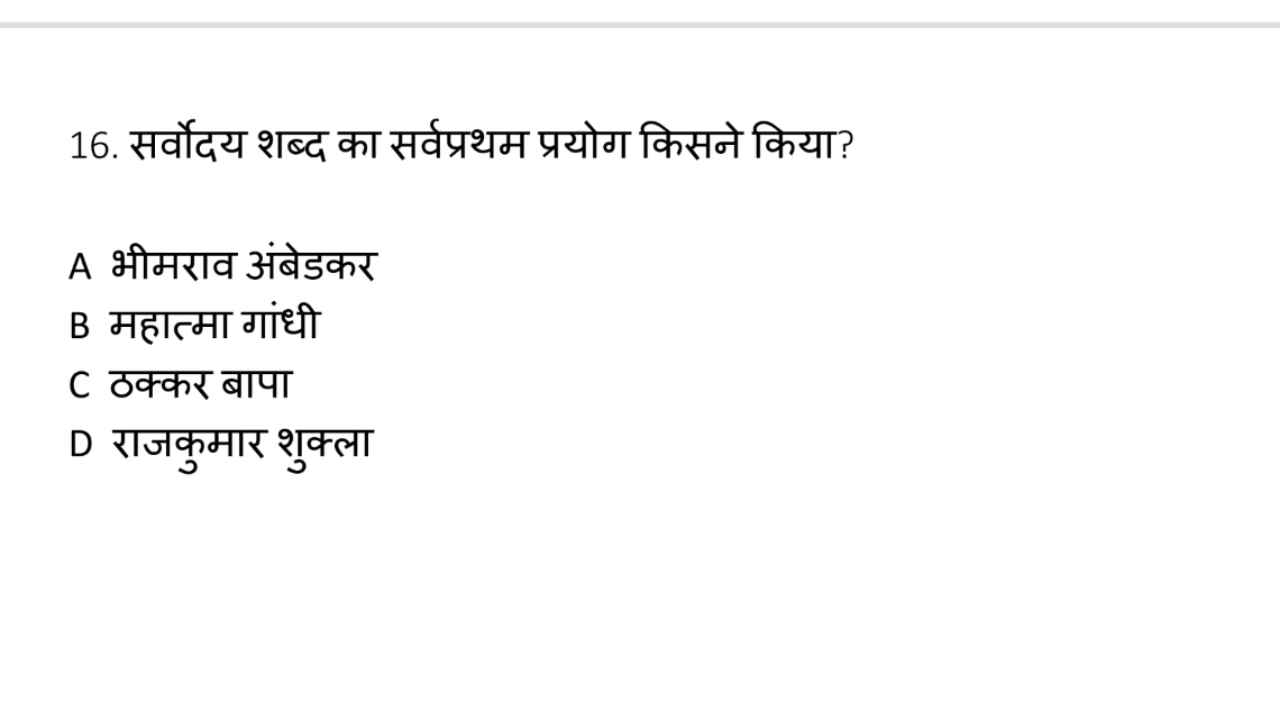 16. सर्वोदय शब्द का सर्वप्रथम प्रयोग किसने किया?
A भीमराव अंबेडकर
B महात्मा गांधी
C ठक्कर बापा
D राजकुमार शुक्ला